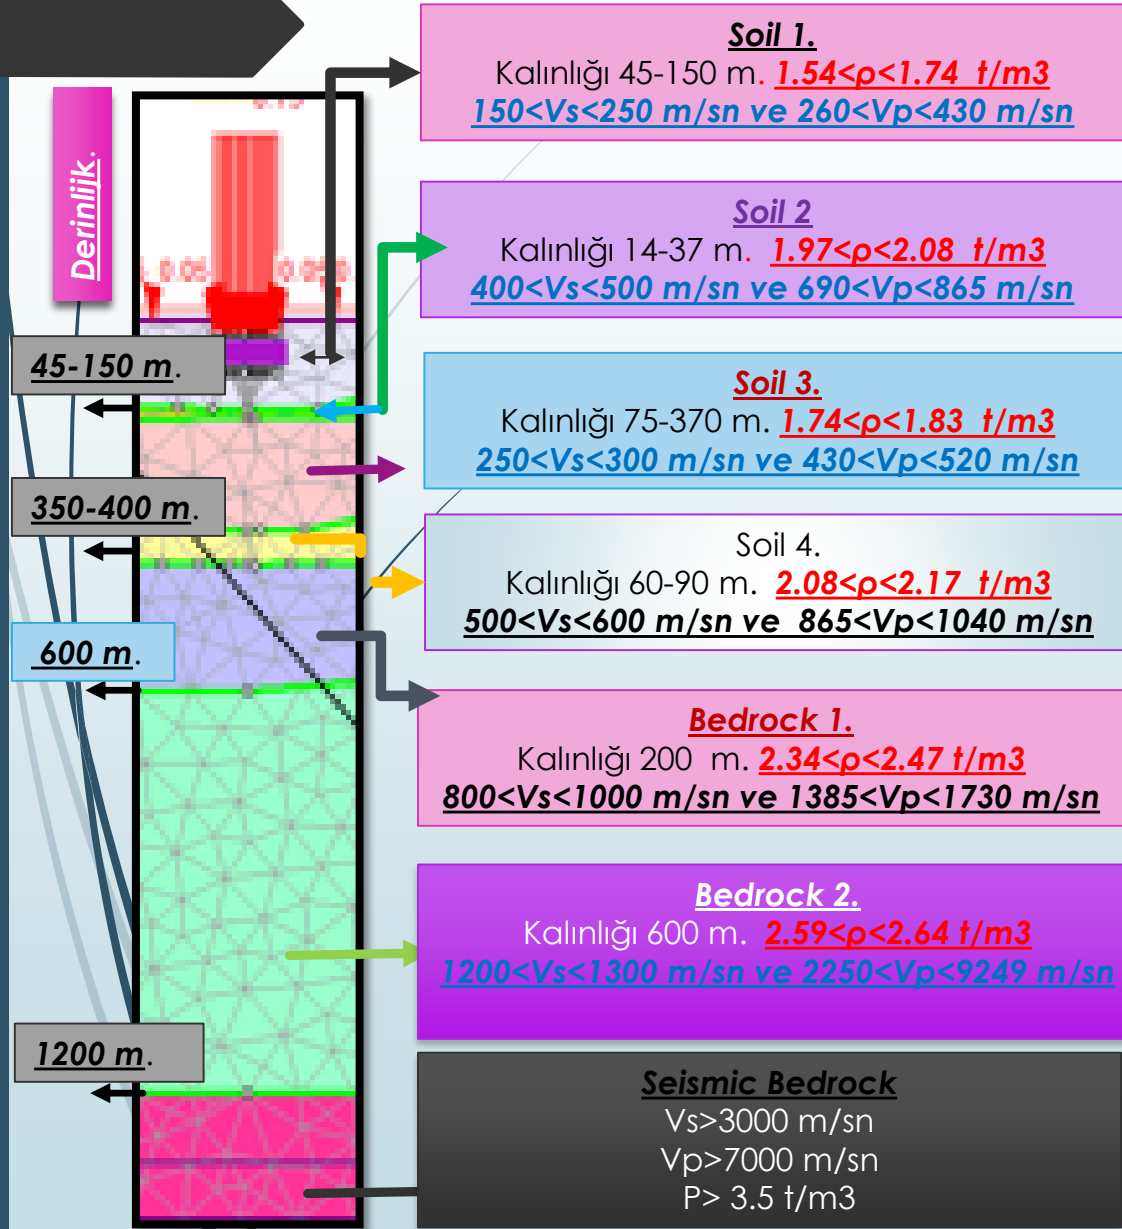 Derinlijk.
45-150 m.
350-400 m.
600 m.
1200 m.
0.05
Soil 1.
Kalınlığı 45-150 m. 1.54<ρ<1.74 t/m3
150<Vs<250 m/sn ve 260<Vp<430 m/sn
Soil 2
Kalınlığı 14-37 m. 1.97<ρ<2.08 t/m3
400<Vs<500 m/sn ve 690<Vp<865 m/sn
Soil 3.
Kalınlığı 75-370 m. 1.74<ρ<1.83 t/m3
250<Vs<300 m/sn ve 430<Vp<520 m/sn
Soil 4.
Kalınlığı 60-90 m. 2.08<ρ<2.17 t/m3
500<Vs<600 m/sn ve 865<Vp<1040 m/sn
Bedrock 1.
Kalınlığı 200 m. 2.34<ρ<2.47 t/m3
800<Vs<1000 m/sn ve 1385<Vp<1730 m/sn
Bedrock 2.
Kalınlığı 600 m. 2.59<ρ<2.64 t/m3
1200<Vs<1300 m/sn ve 2250<Vp<9249 m/sn
Seismic Bedrock
Vs>3000 m/sn
Vp>7000 m/sn
P> 3.5 t/m3